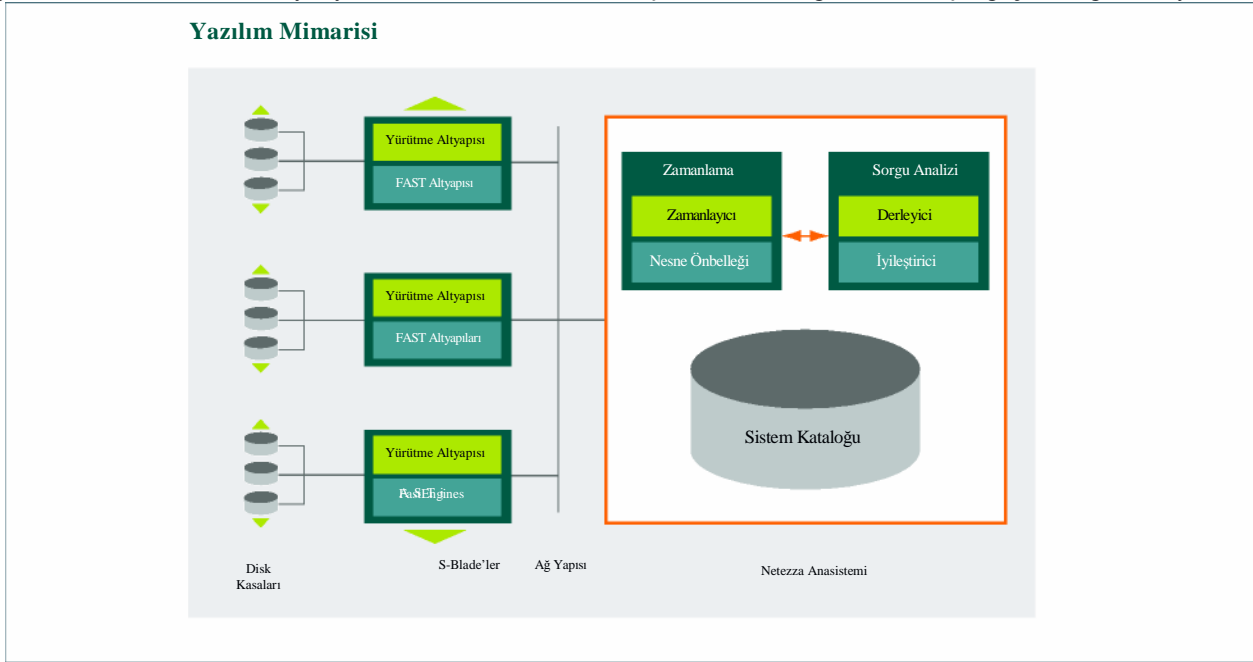 Yazılım Mimarisi
Yürütme Altyapısı
FAST Altyapısı
Yürütme Altyapısı
FAST Altyapıları
Yürütme Altyapısı
Zamanlama
Zamanlayıcı
Nesne Önbelleği
Sorgu Analizi
Derleyici
İyileştirici
Sistem Kataloğu
Disk
Kasaları
S-Blade’ler
Ağ Yapısı
Netezza Anasistemi